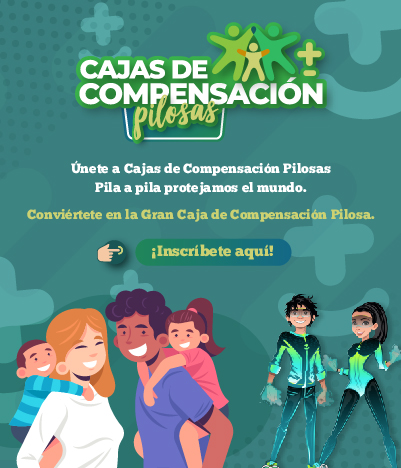 CAJAS DE
COMPENSACIÓN
pilosas
Únete a Cajas de Compensación Pilosas
Pila a pila protejamos el mundo.
Conviértete en la Gran Caja de Compensación Pilosa.
¡Inscríbete aquí!